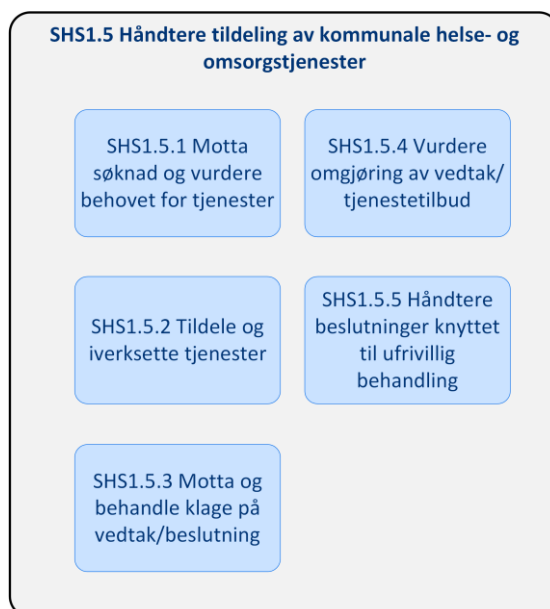 SHS1.5 Håndtere tildeling av kommunale helse- og
omsorgstjenester
SHS1.5.1 Motta
søknad og vurdere
behovet for tjenester
SHS1.5.2 Tildele og
iverksette tjenester
SHS1.5.3 Motta og
behandle klage på
vedtak/beslutning
SHS1.5.4 Vurdere
omgjøring av vedtak/
tjenestetilbud
SHS1.5.5 Håndtere
beslutninger knyttet
til ufrivillig
behandling